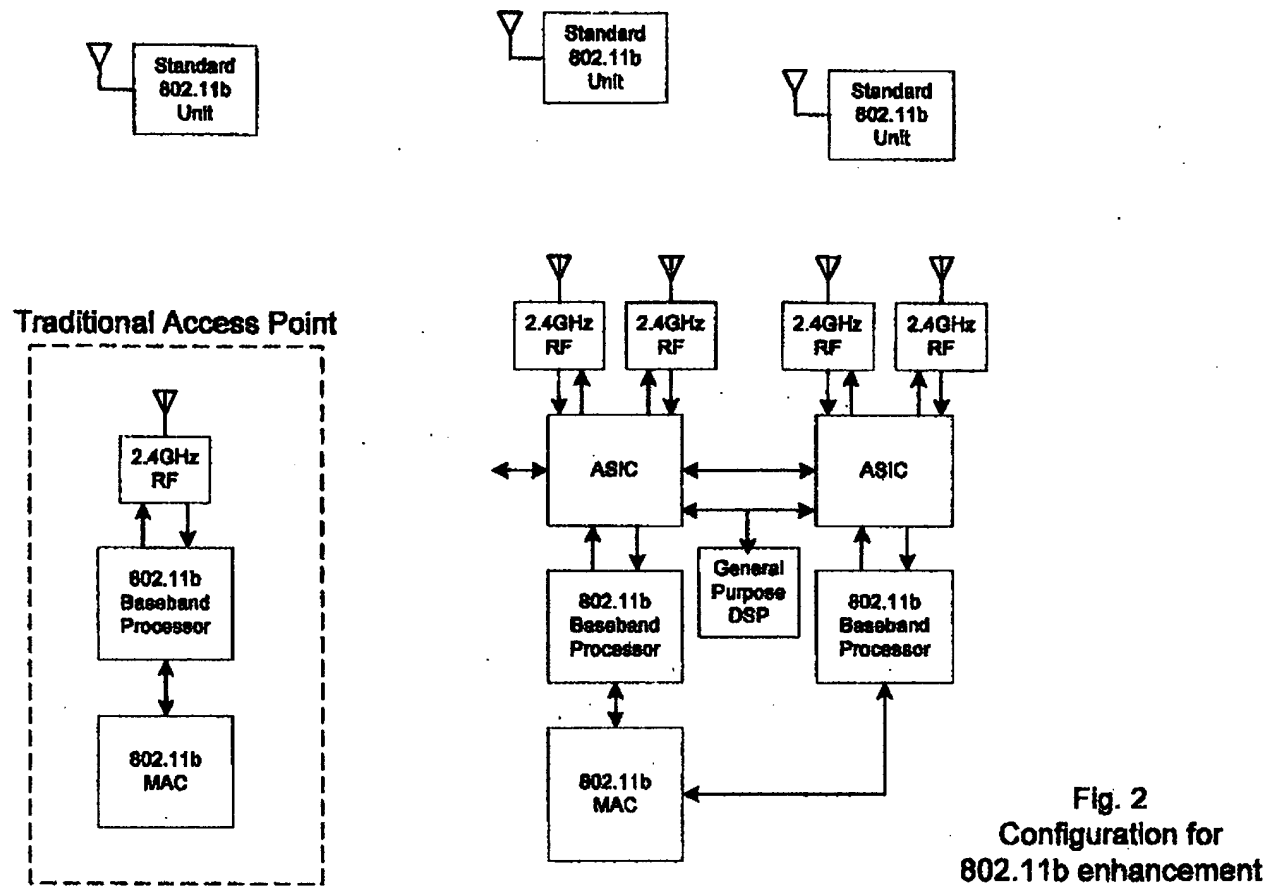 Standard
802.11b
Unit
Standard
802.11b
Unit
Standard
802.11b
Unit
Traditional Access Point
2.4GHz
RF
802.11b
Baseband
Processor
802.11b
MAC
2.4GHz
RF
2.4GHz
RF
2.4GHz
RF
2.4GHz
RF
ASIC
ASIC
General
Purpose
DSP
802.11b
Baseband
Processor
802.11b
Baseband
Processor
802.11b
MAC
Fig. 2
Configuration for
802.11b enhancement